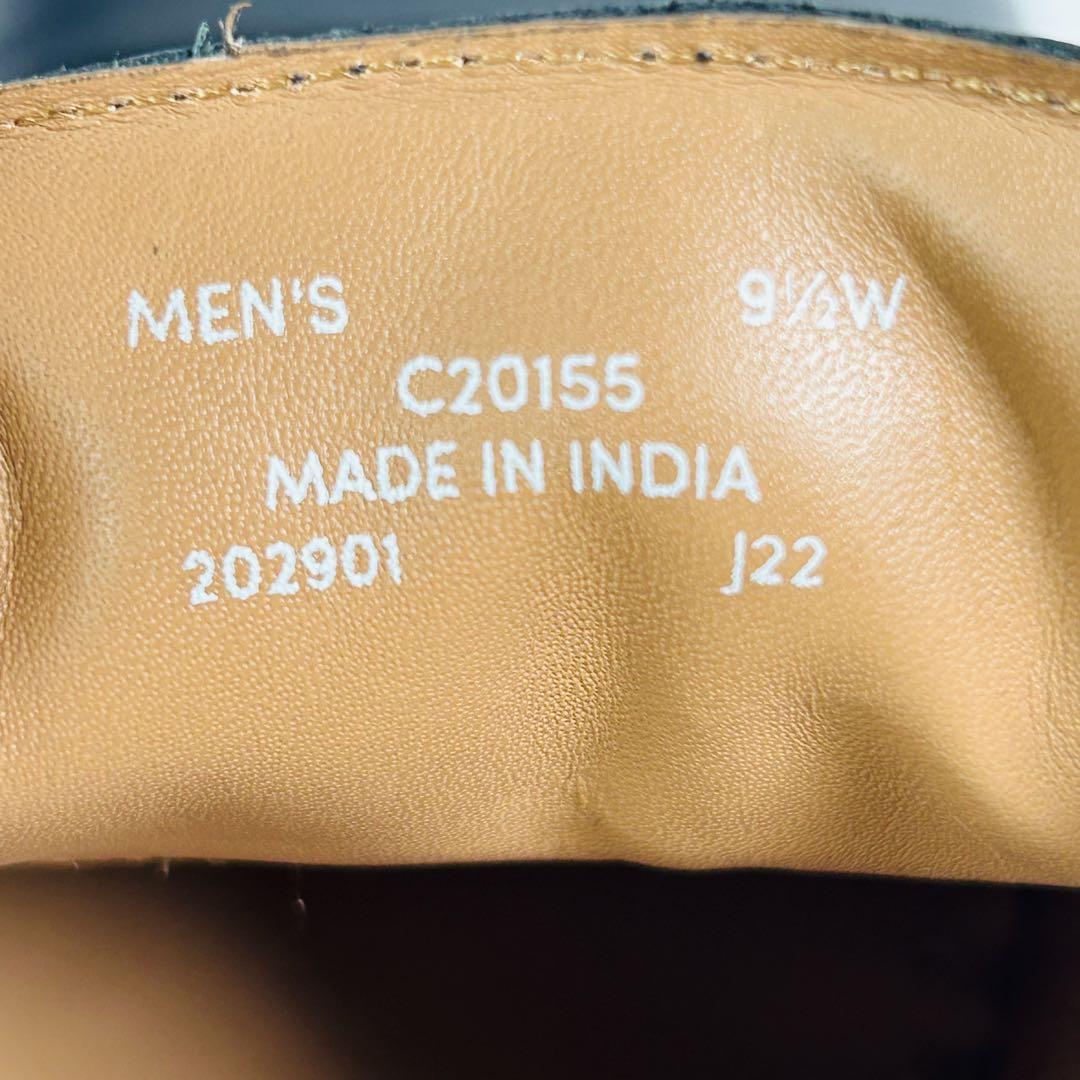 MEN'S 9½W
C20155
MADE IN INDIA
202901 J22